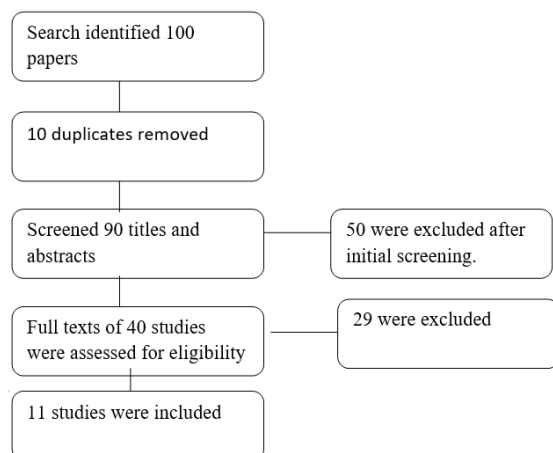 Search identified 100
papers
10 duplicates removed
Screened 90 titles and
abstracts
50 were excluded after
initial screening.
Full texts of 40 studies
were assessed for eligibility
29 were excluded
11 studies were included